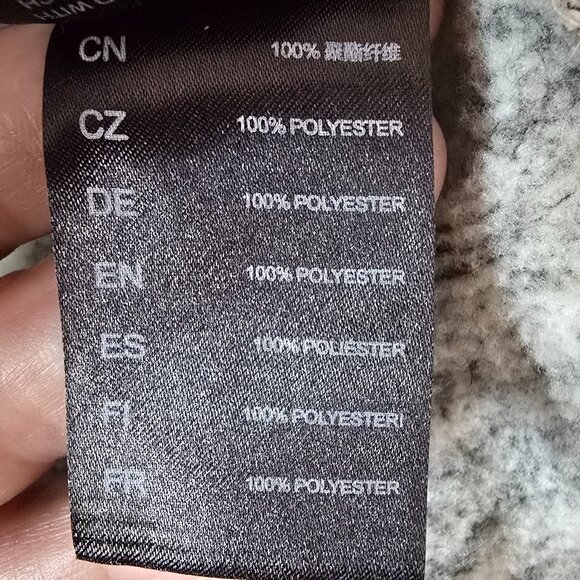 CN 100% 聚酯纤维
CZ 100% POLYESTER
DE 100% POLYESTER
EN 100% POLYESTER
ES 100% POLIESTER
FI 100% POLYESTERI
FR 100% POLYESTER